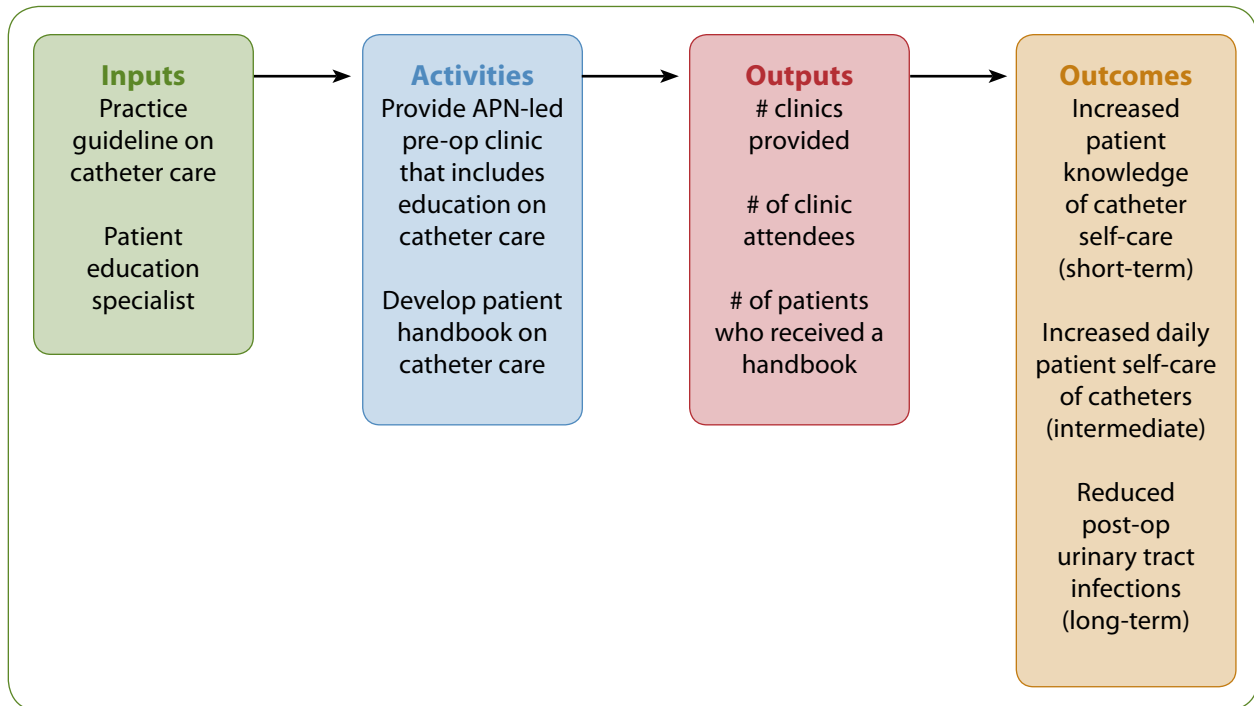 Inputs
Practice
guideline on
catheter care
Patient
education
specialist
Activities
Provide APN-led
pre-op clinic
that includes
education on
catheter care
Develop patient
handbook on
catheter care
Outputs
# clinics
provided
# of clinic
attendees
# of patients
who received a
handbook
Outcomes
Increased
patient
knowledge
of catheter
self-care
(short-term)
Increased daily
patient self-care
of catheters
(intermediate)
Reduced
post-op
urinary tract
infections
(long-term)